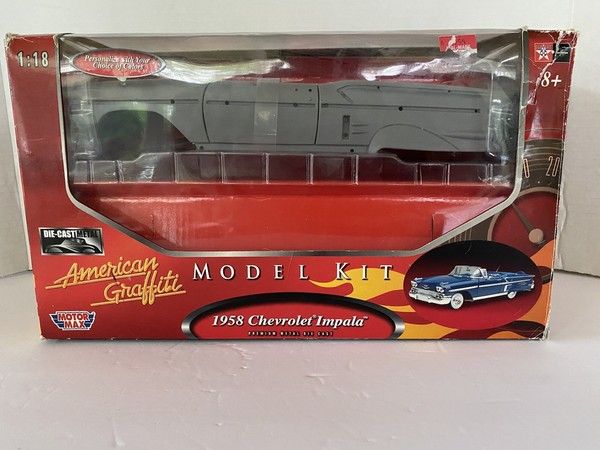 1:18
Personalize with Your
Choice of Colors!
8+
20
DIE-CAST METAL
American
Graffiti
MODEL KIT
MOTOR
MAX
1958 Chevrolet Impala
PREMIUM METAL DIE CAST